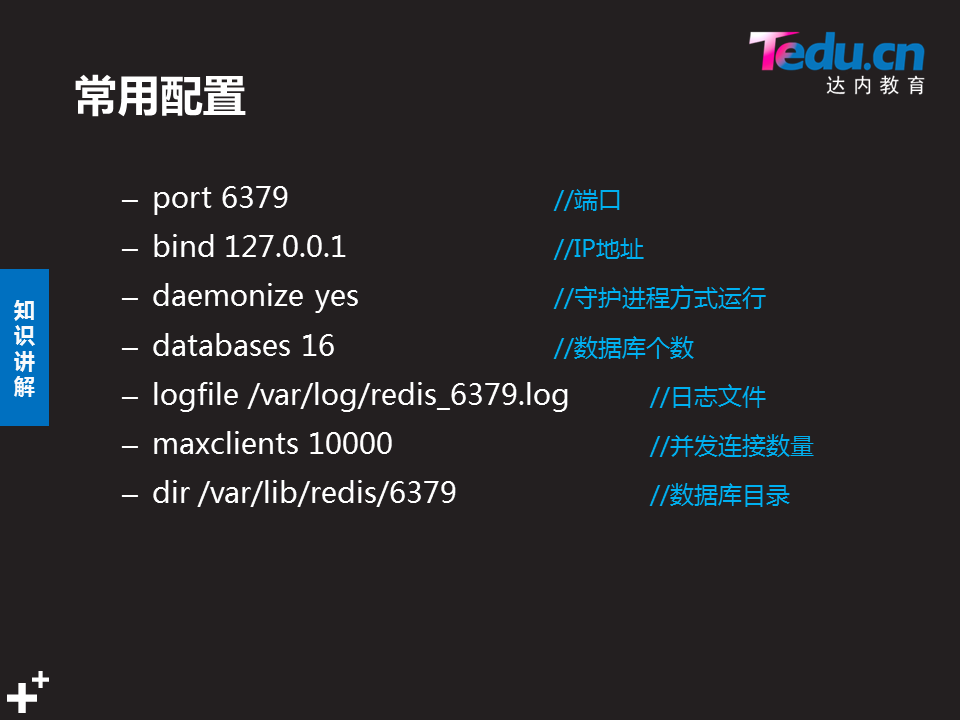 Tedu.cn
达内教育
常用配置
– port 6379 //端口
– bind 127.0.0.1 //IP地址
– daemonize yes //守护进程方式运行
– databases 16 //数据库个数
– logfile /var/log/redis_6379.log //日志文件
– maxclients 10000 //并发连接数量
– dir /var/lib/redis/6379 //数据库目录
知
识
讲
解